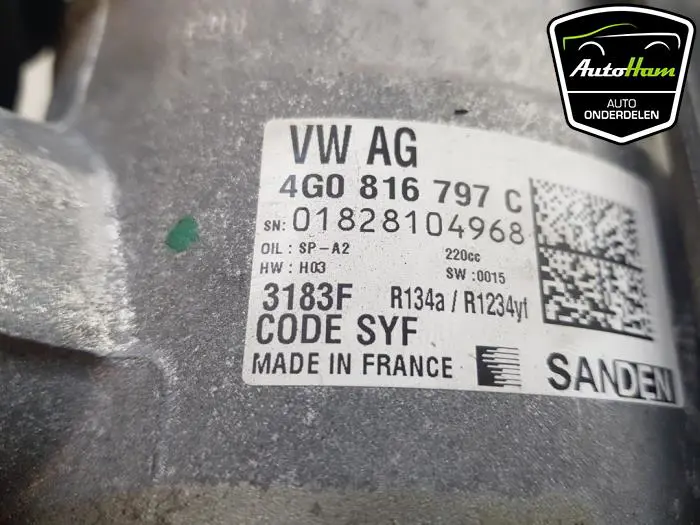 AutoHam
AUTO
ONDERDELEN
VW AG
4G0 816 797 C
SN: 01828104968
OIL : SP-A2 220cc
HW : H03 SW :0015
3183F R134a / R1234yf
CODE SYF
MADE IN FRANCE SANDEN